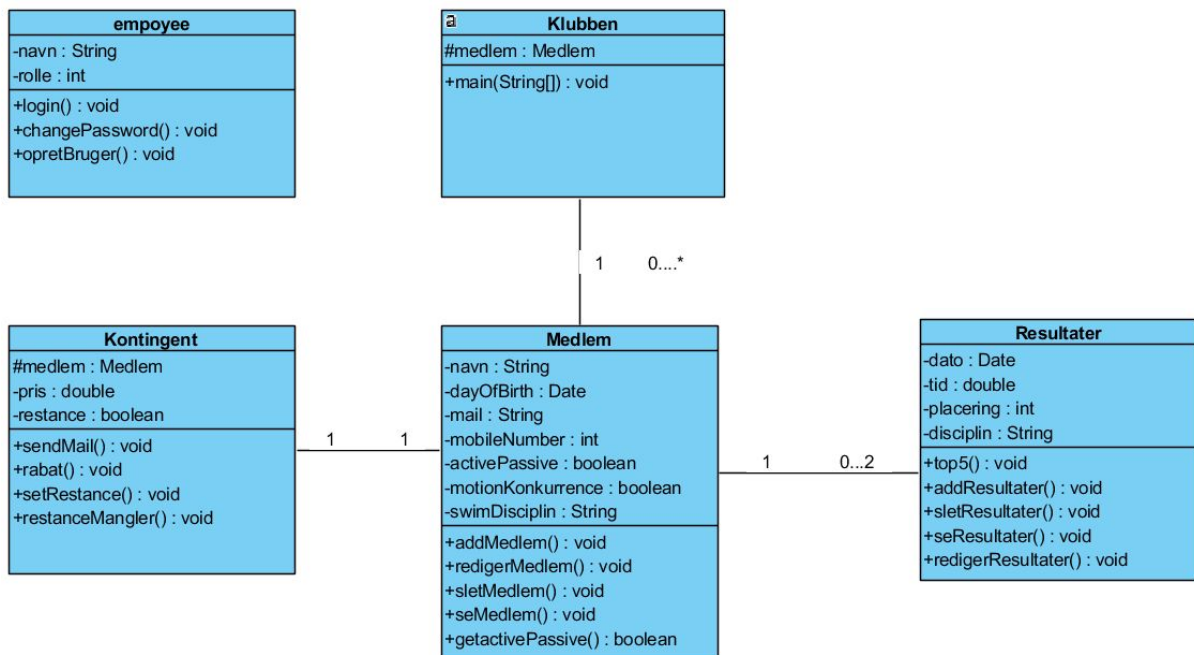 empoyee
-navn : String
-rolle : int
+login() : void
+changePassword() : void
+opretBruger() : void
a
Klubben
#medlem : Medlem
+main(String[]) : void
1 0....*
Kontingent
#medlem : Medlem
-pris : double
-restance : boolean
+sendMail() : void
+rabat() : void
+setRestance() : void
+restanceMangler() : void
1 1
Medlem
-navn : String
-dayOfBirth : Date
-mail : String
-mobileNumber : int
-activePassive : boolean
-motionKonkurrence : boolean
-swimDisciplin : String
+addMedlem() : void
+redigerMedlem() : void
+sletMedlem() : void
+seMedlem() : void
+getactivePassive() : boolean
1 0...2
Resultater
-dato : Date
-tid : double
-placering : int
-disciplin : String
+top5() : void
+addResultater() : void
+sletResultater() : void
+seResultater() : void
+redigerResultater() : void